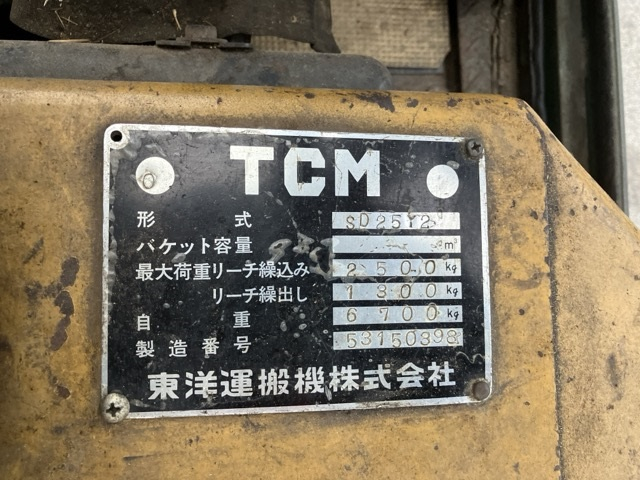 TCM
形式 SD25T2
バケット容量 m³
最大荷重リーチ繰込み 2500kg
リーチ繰出し 1300kg
自重 6700kg
製造番号 53150398
東洋運搬機株式会社